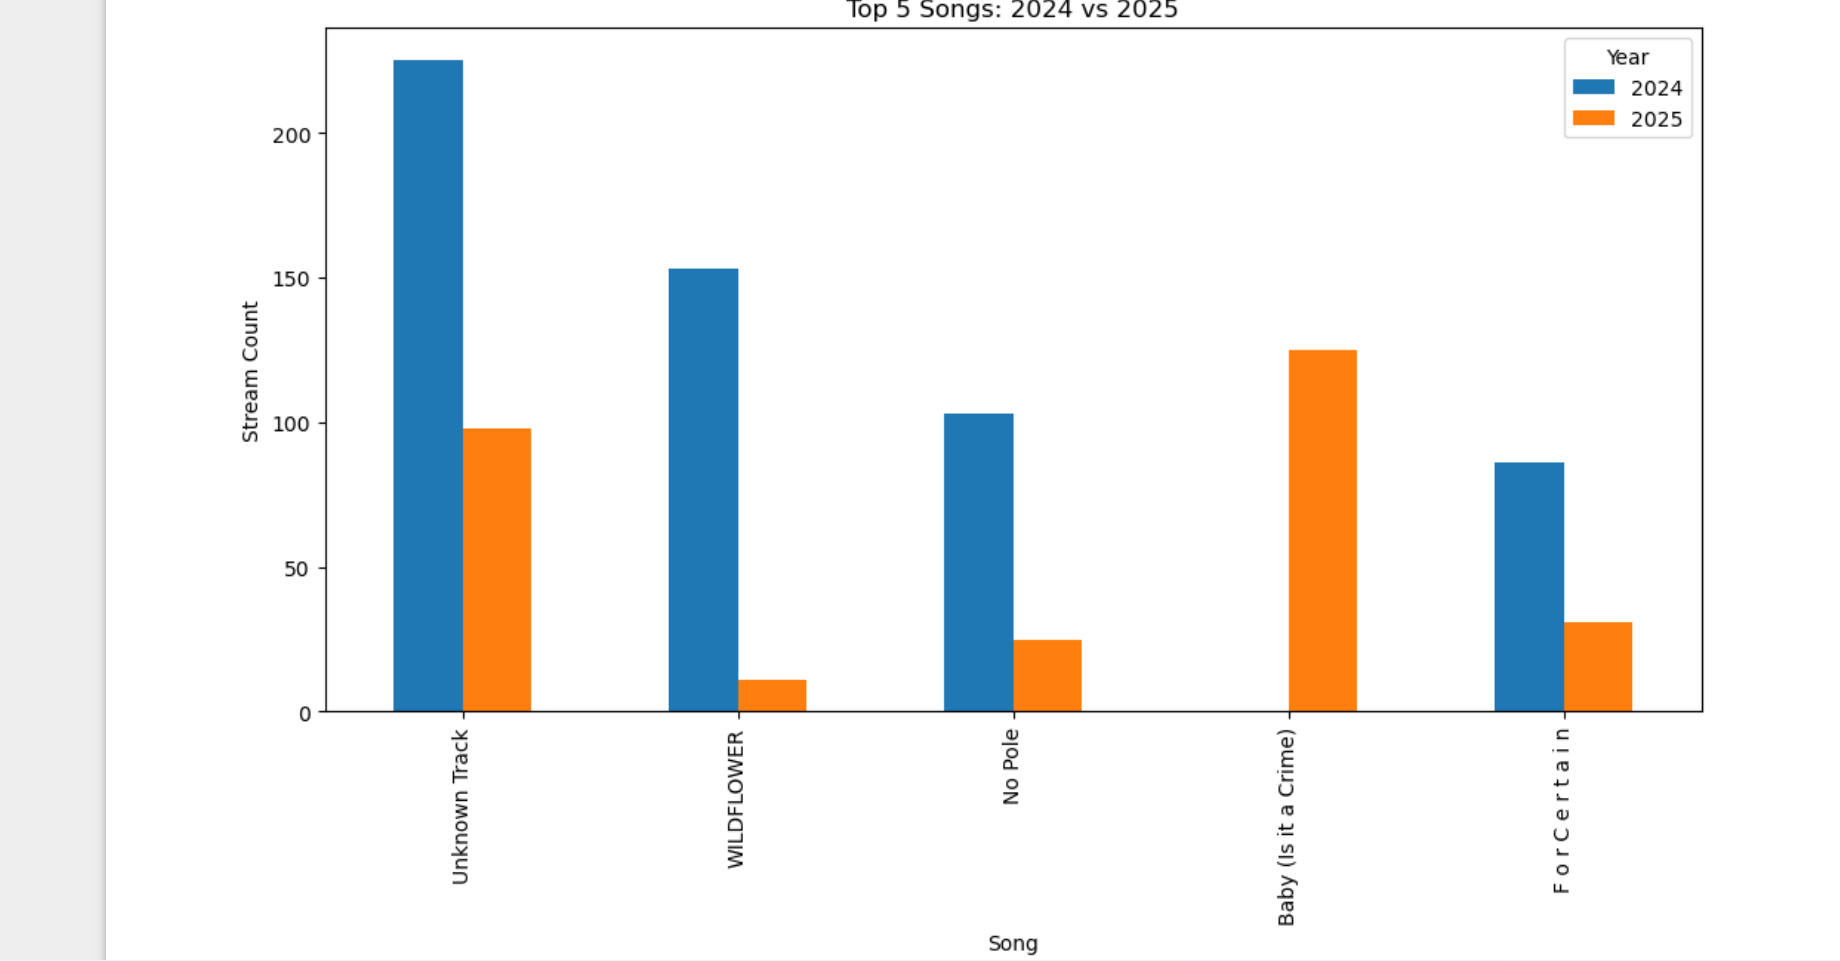 Top 5 Songs: 2024 vs 2025
Year
2024
2025
Stream Count
200
150
100
50
0
Unknown Track
WILDFLOWER
No Pole
Baby (Is it a Crime)
F o r C e r t a i n
Song